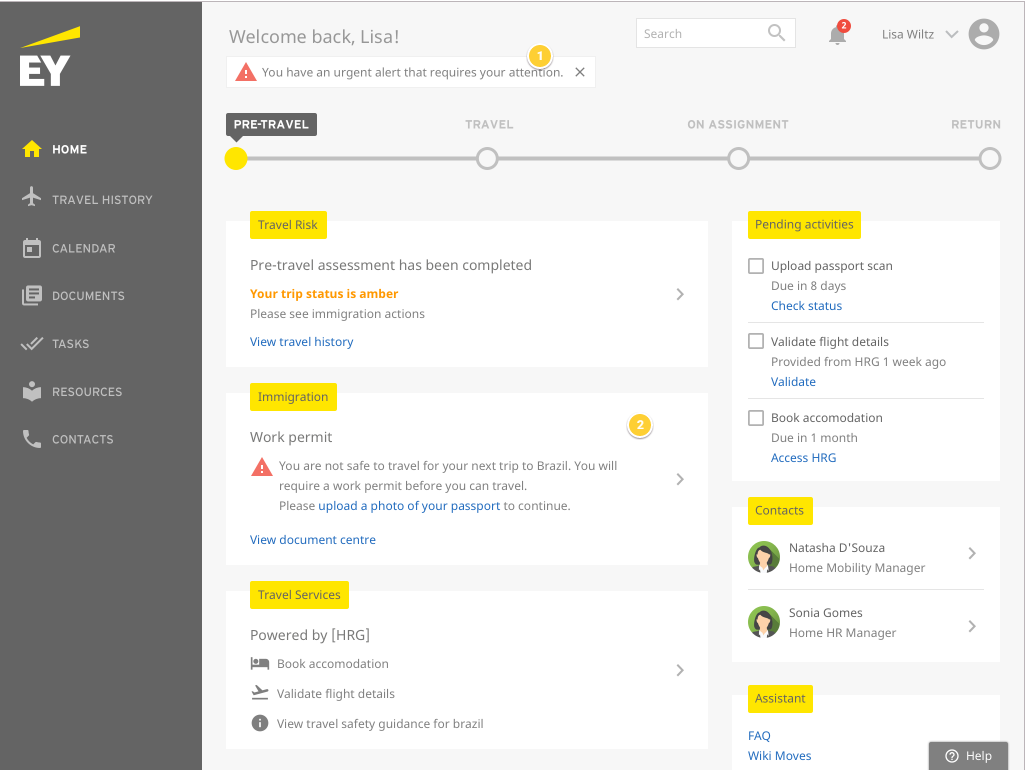 EY
HOME
TRAVEL HISTORY
CALENDAR
DOCUMENTS
TASKS
RESOURCES
CONTACTS
Welcome back, Lisa!
Search
2
Lisa Wiltz
1
You have an urgent alert that requires your attention.
PRE-TRAVEL
TRAVEL
ON ASSIGNMENT
RETURN
Travel Risk
Pre-travel assessment has been completed
Your trip status is amber
Please see immigration actions
View travel history
Immigration
2
Work permit
You are not safe to travel for your next trip to Brazil. You will
require a work permit before you can travel.
Please upload a photo of your passport to continue.
View document centre
Travel Services
Powered by [HRG]
Book accomodation
Validate flight details
View travel safety guidance for brazil
Pending activities
Upload passport scan
Due in 8 days
Check status
Validate flight details
Provided from HRG 1 week ago
Validate
Book accomodation
Due in 1 month
Access HRG
Contacts
Natasha D'Souza
Home Mobility Manager
Sonia Gomes
Home HR Manager
Assistant
FAQ
Wiki Moves
Help